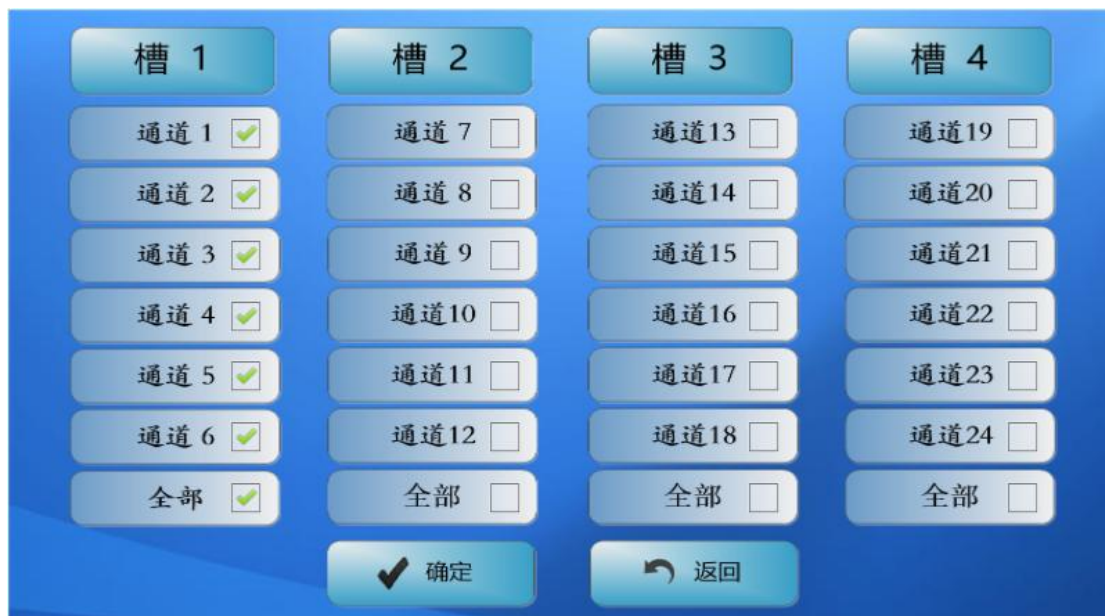 槽 1 槽 2 槽 3 槽 4
通道 1 通道 7 通道13 通道19
通道 2 通道 8 通道14 通道20
通道 3 通道 9 通道15 通道21
通道 4 通道10 通道16 通道22
通道 5 通道11 通道17 通道23
通道 6 通道12 通道18 通道24
全部 全部 全部 全部
确定 返回